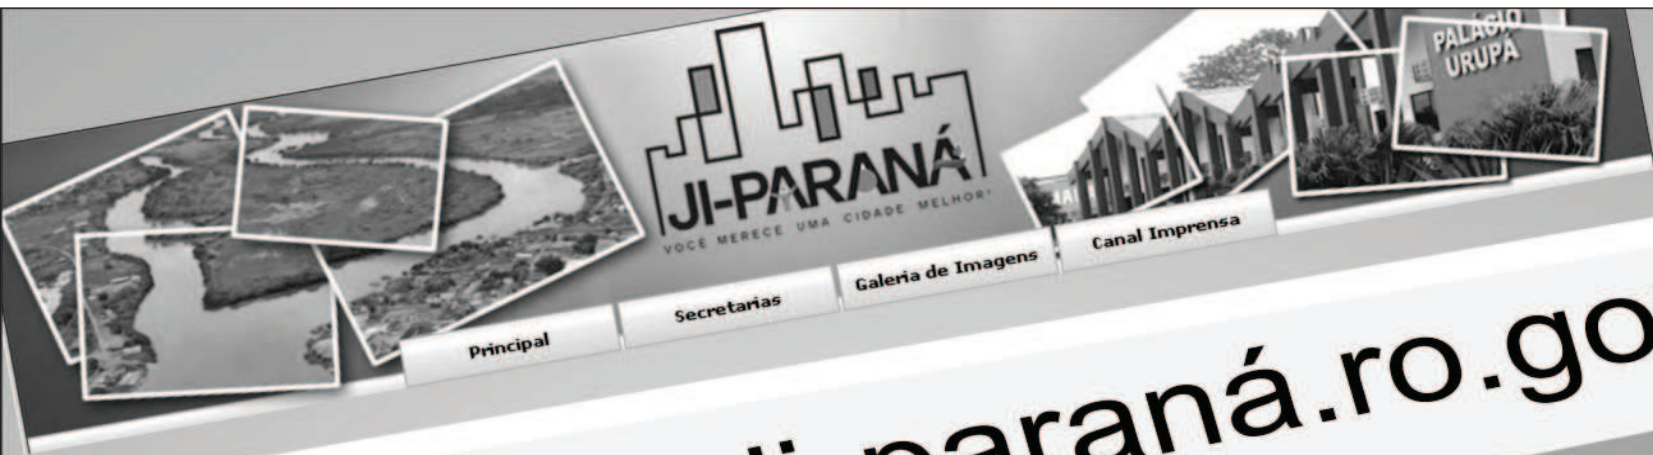 PALÁCIO
URUPÁ
JI-PARANÁ
VOCÊ MERECE UMA CIDADE MELHOR
Principal
Secretarias
Galeria de Imagens
Canal Imprensa
ji-paraná.ro.go